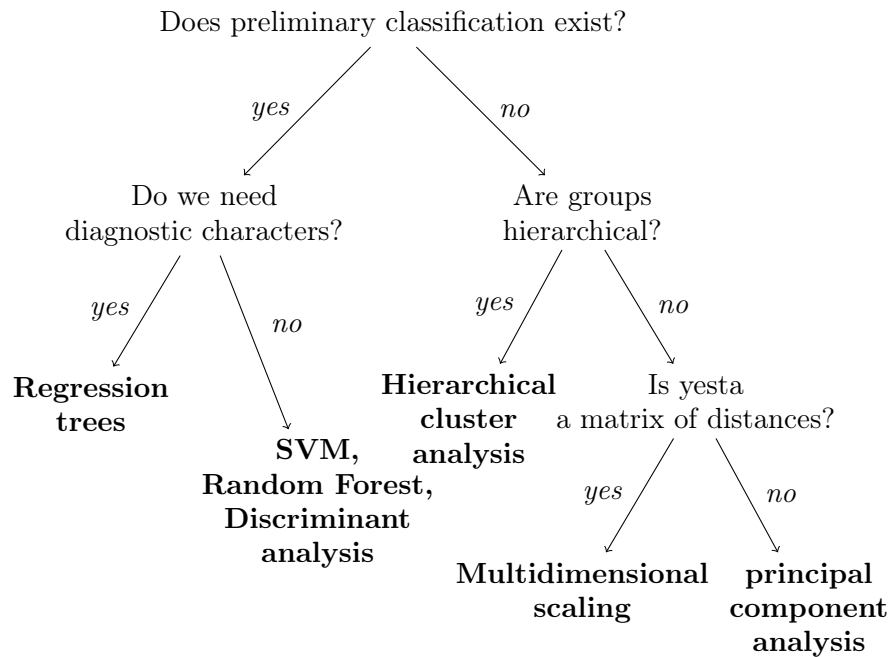 Does preliminary classification exist?
yes
no
Do we need
diagnostic characters?
Are groups
hierarchical?
yes
no
yes
no
Regression
trees
Hierarchical
cluster
analysis
Is yesta
a matrix of distances?
SVM,
Random Forest,
Discriminant
analysis
yes
no
Multidimensional
scaling
principal
component
analysis